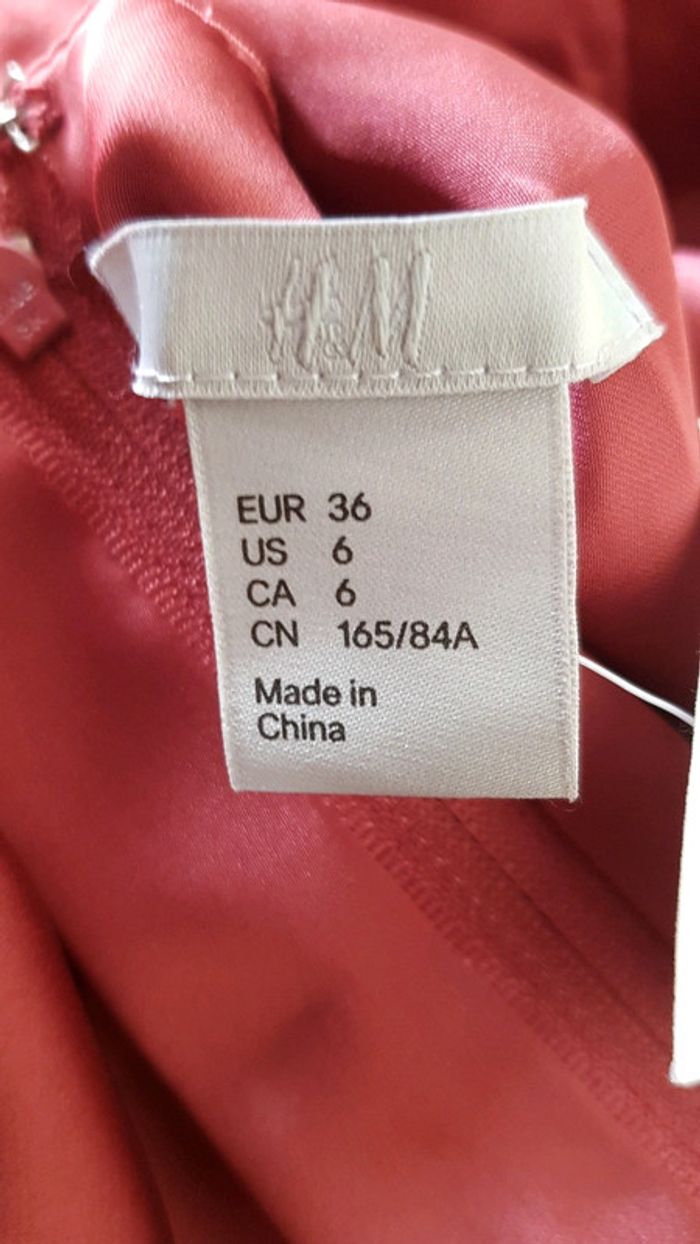 H&M
EUR 36
US 6
CA 6
CN 165/84A
Made in
China